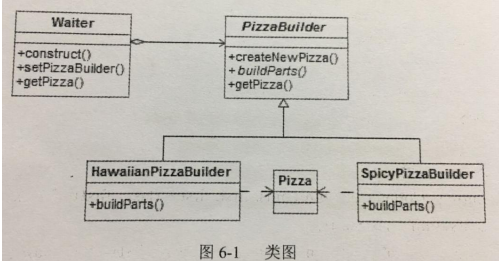 Waiter
+construct()
+setPizzaBuilder()
+getPizza()
PizzaBuilder
+createNewPizza()
+buildParts()
+getPizza()
HawaiianPizzaBuilder
+buildParts()
Pizza
SpicyPizzaBuilder
+buildParts()
图 6-1 类图